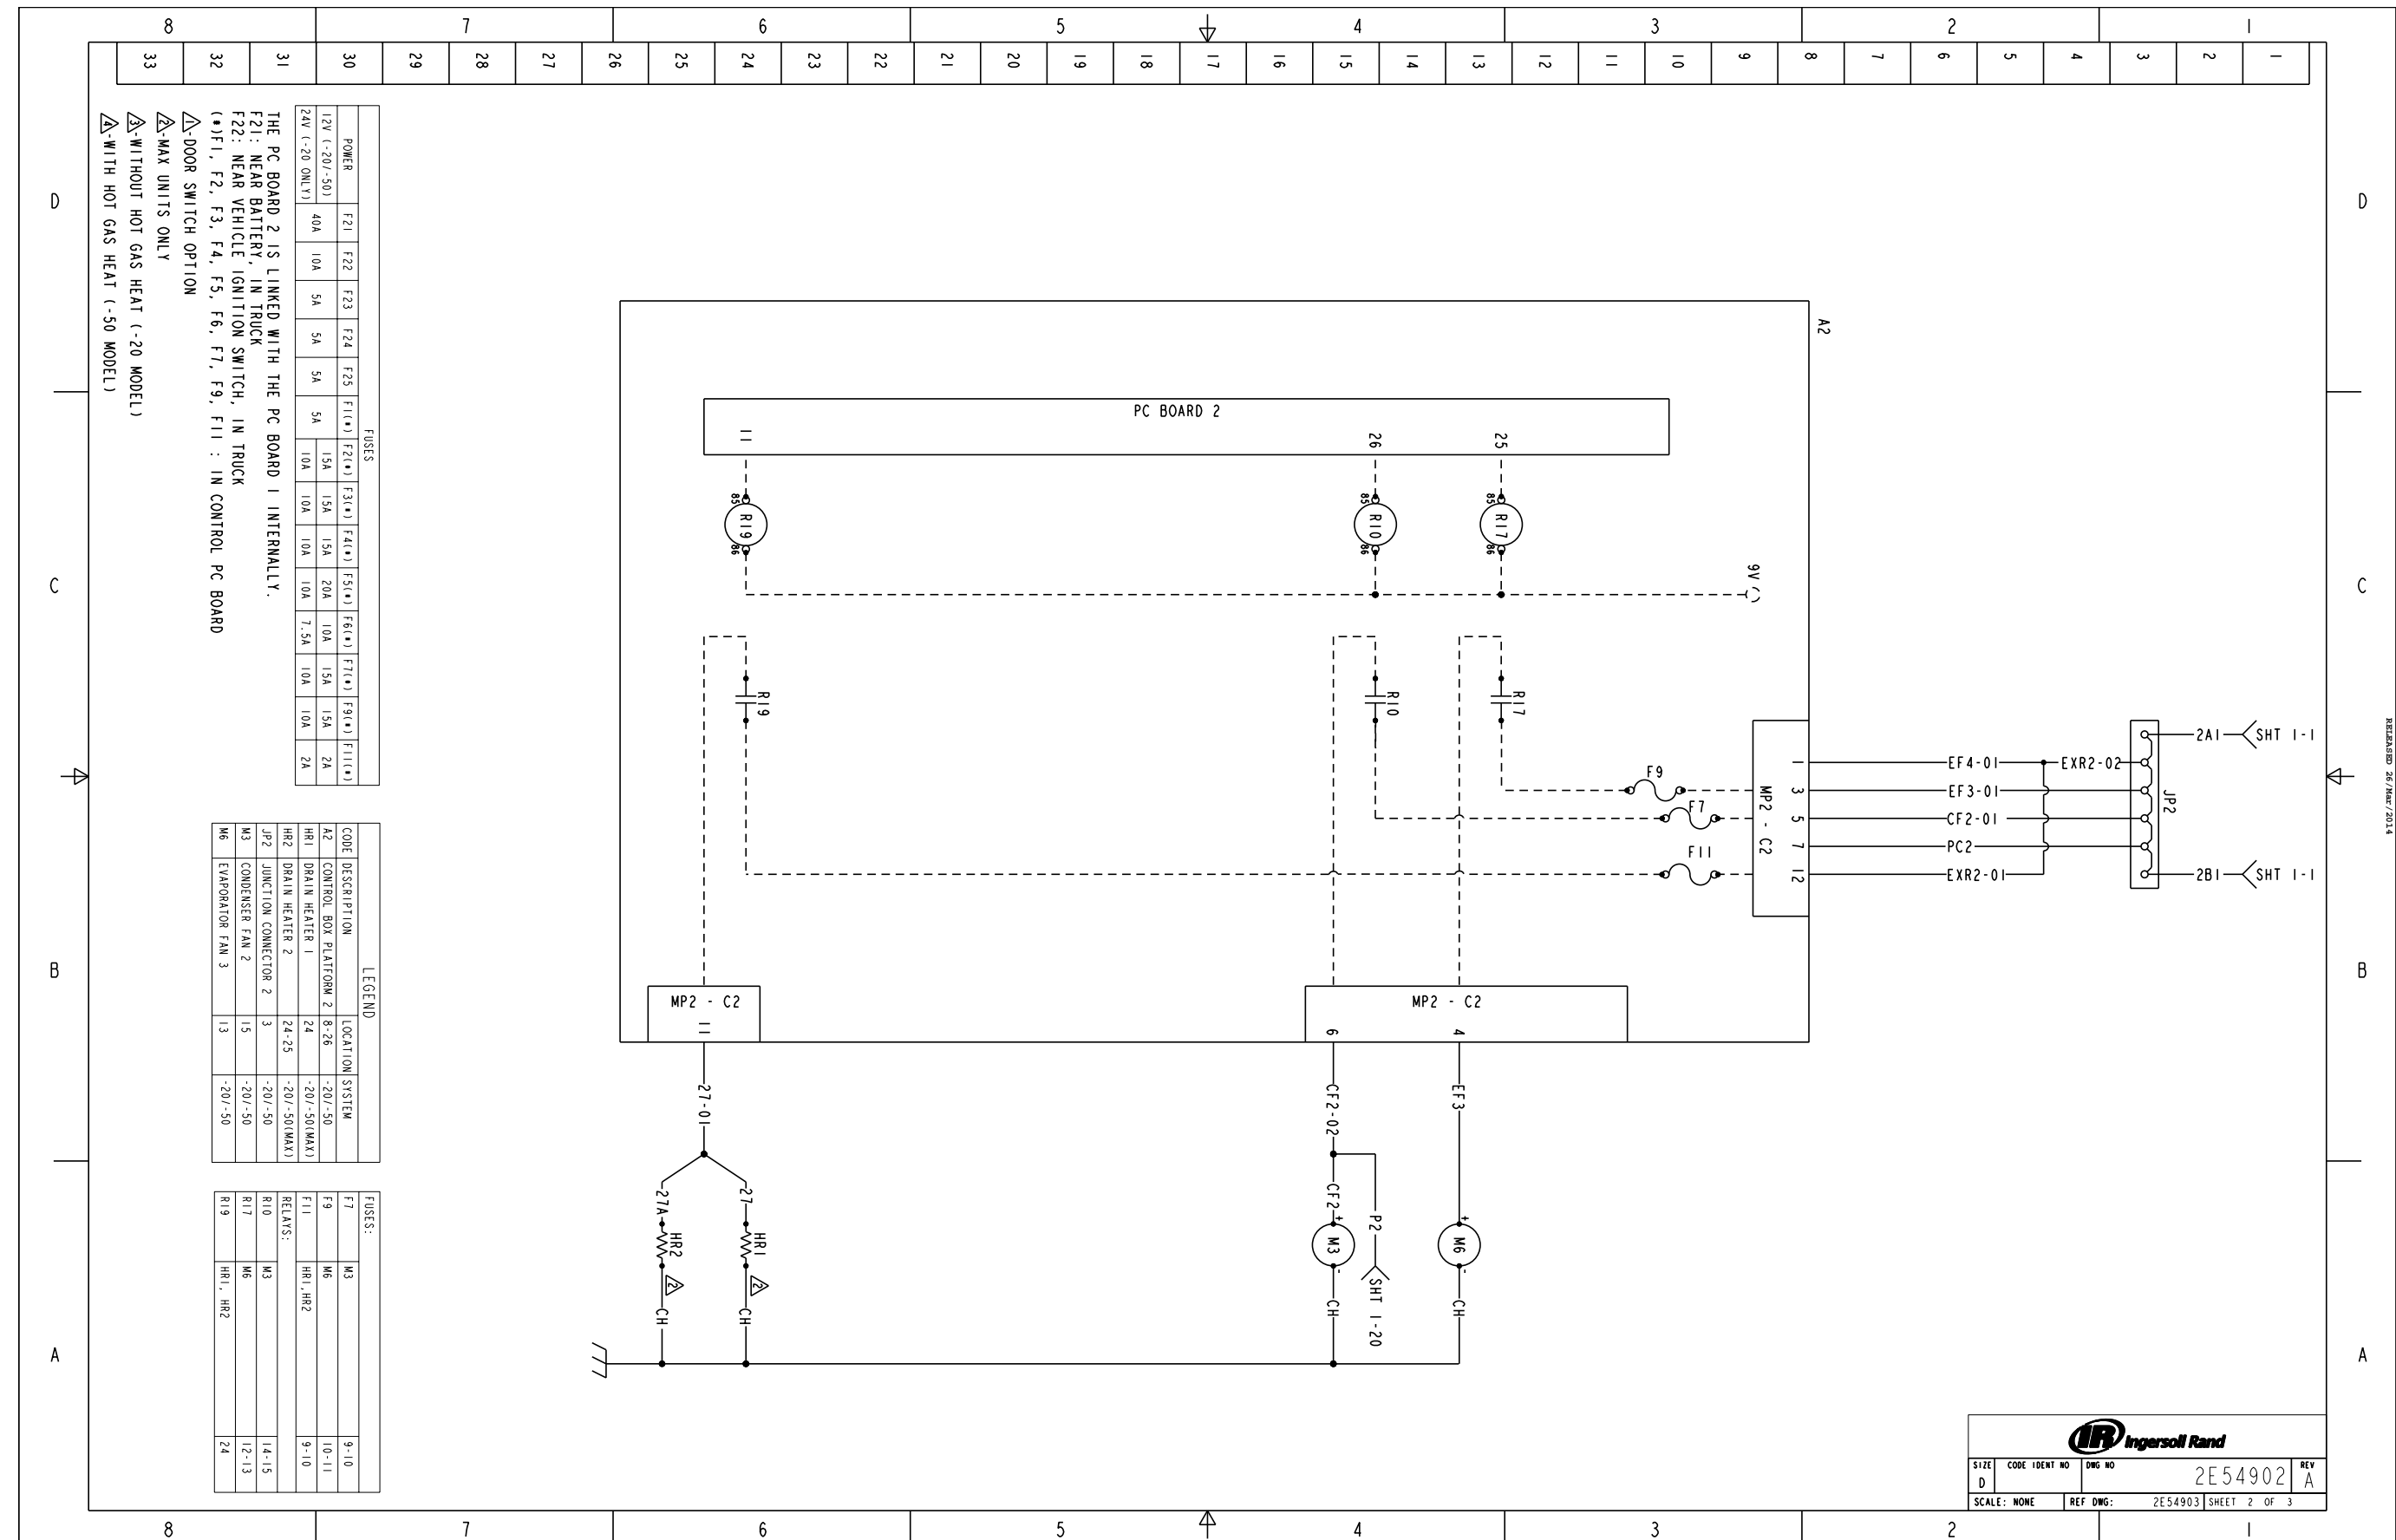 8 7 6 5 4 3 2 1
33 32 31 30 29 28 27 26 25 24 23 22 21 20 19 18 17 16 15 14 13 12 11 10 9 8 7 6 5 4 3 2 1
D
C
B
A
D
C
B
A
FUSES
POWER F21 F22 F23 F24 F25 F1(*) F2(*) F3(*) F4(*) F5(*) F6(*) F7(*) F9(*) F11(*)
12V (-20/-50) 40A 10A 5A 5A 5A 5A 15A 15A 15A 20A 10A 15A 15A 2A
24V (-20 ONLY) 10A 10A 10A 10A 7.5A 10A 10A 2A
THE PC BOARD 2 IS LINKED WITH THE PC BOARD 1 INTERNALLY.
F21: NEAR BATTERY, IN TRUCK
F22: NEAR VEHICLE IGNITION SWITCH, IN TRUCK
(*)F1, F2, F3, F4, F5, F6, F7, F9, F11 : IN CONTROL PC BOARD
1-DOOR SWITCH OPTION
2-MAX UNITS ONLY
3-WITHOUT HOT GAS HEAT (-20 MODEL)
4-WITH HOT GAS HEAT (-50 MODEL)
LEGEND
CODE DESCRIPTION LOCATION SYSTEM
A2 CONTROL BOX PLATFORM 2 8-26 -20/-50
HR1 DRAIN HEATER 1 24 -20/-50(MAX)
HR2 DRAIN HEATER 2 24-25 -20/-50(MAX)
JP2 JUNCTION CONNECTOR 2 3 -20/-50
M3 CONDENSER FAN 2 15 -20/-50
M6 EVAPORATOR FAN 3 13 -20/-50
FUSES:
F7 M3 9-10
F9 M6 10-11
F11 HR1,HR2 9-10
RELAYS:
R10 M3 14-15
R17 M6 12-13
R19 HR1, HR2 24
A2
PC BOARD 2
11 26 25
85 85 85
R19 R10 R17
86 86 86
9V
R19 R10 R17
F9
F7
F11
MP2 - C2
1
3
5
7
12
EF4-01 EXR2-02
EF3-01
CF2-01
PC2
EXR2-01
JP2
2A1 SHT 1-1
2B1 SHT 1-1
MP2 - C2
11
MP2 - C2
6 4
27-01 CF2-02 EF3
27A 27 CF2 P2
HR2 HR1
+ +
M3 M6
- -
2 2
CH CH CH CH
SHT 1-20
RELEASED 26/Mar/2014
IR Ingersoll Rand
SIZE CODE IDENT NO DWG NO REV
D 2E54902 A
SCALE: NONE REF DWG: 2E54903 SHEET 2 OF 3
8 7 6 5 4 3 2 1